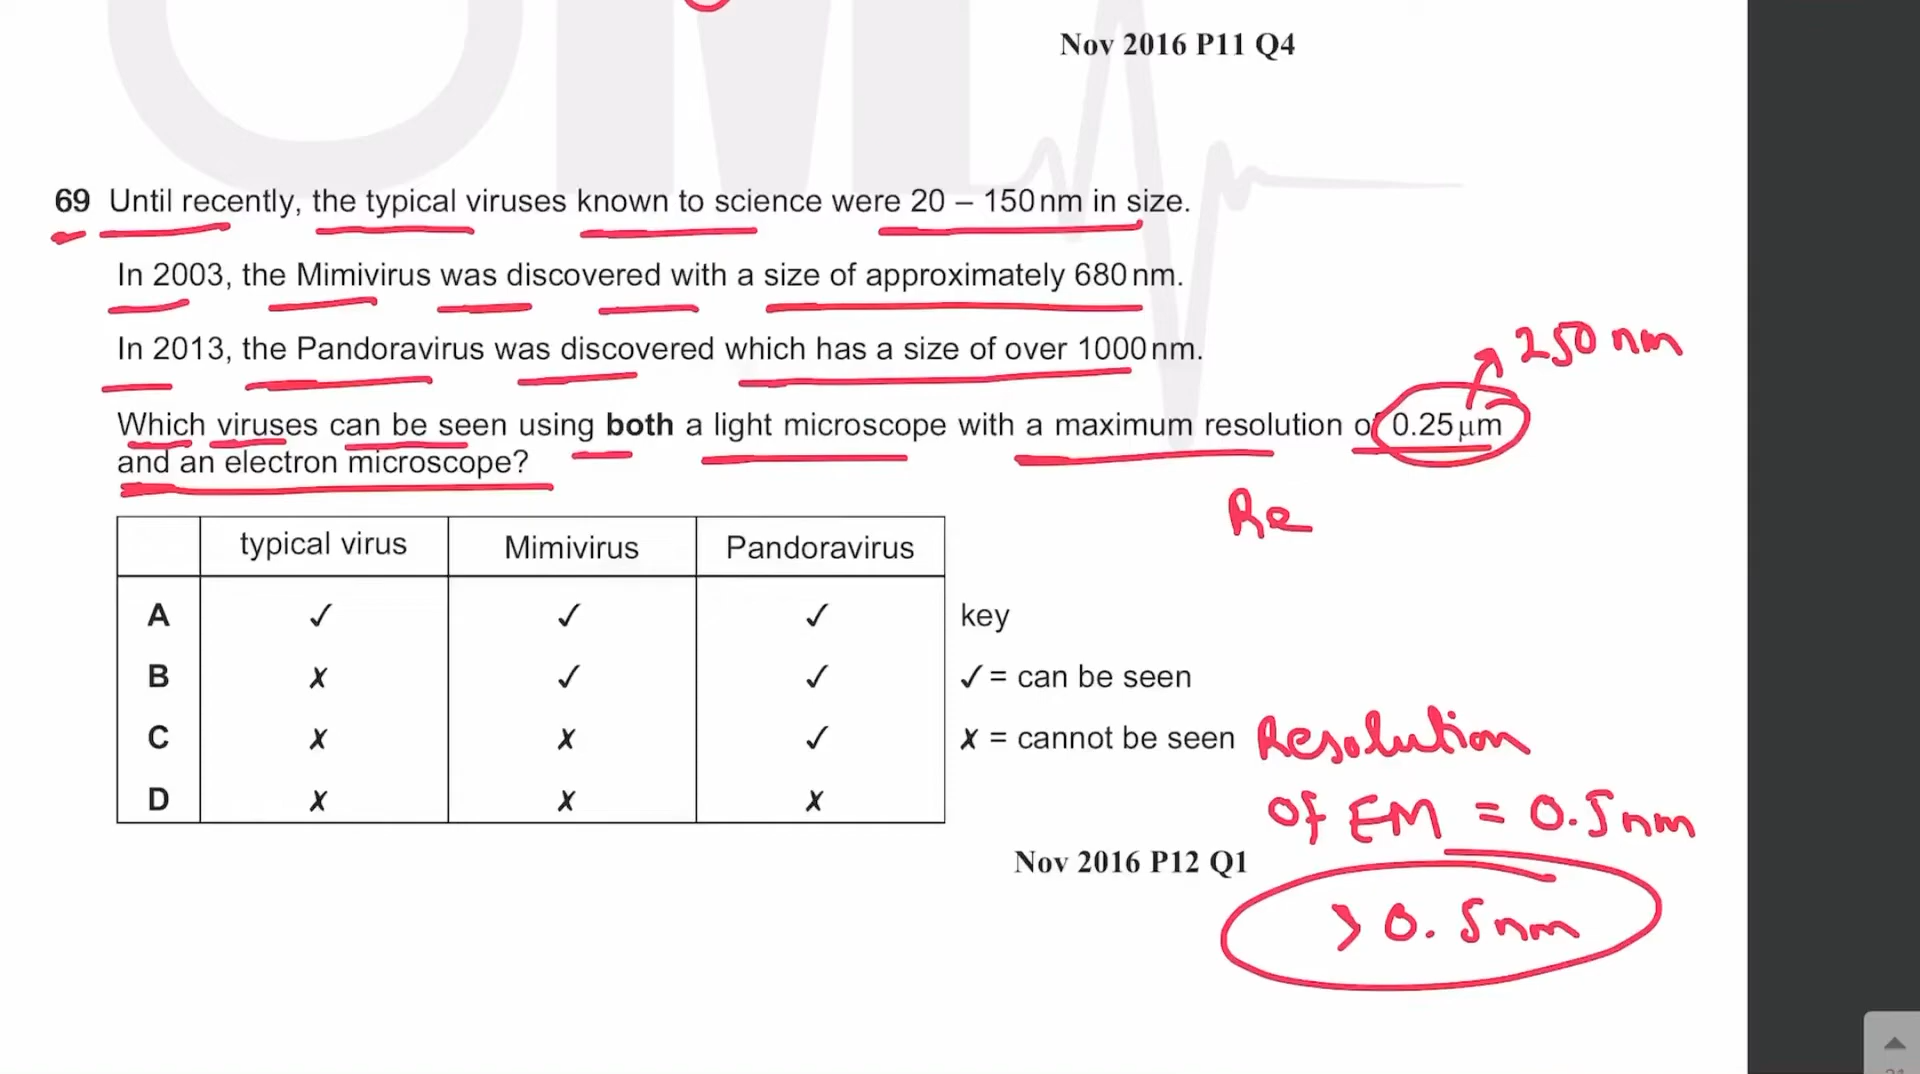 Nov 2016 P11 Q4
69 Until recently, the typical viruses known to science were 20 – 150 nm in size.
In 2003, the Mimivirus was discovered with a size of approximately 680 nm.
In 2013, the Pandoravirus was discovered which has a size of over 1000 nm.
250 nm
Which viruses can be seen using both a light microscope with a maximum resolution of 0.25 µm
and an electron microscope?
Re
typical virus Mimivirus Pandoravirus
A ✓ ✓ ✓ key
B ✗ ✓ ✓ ✓ = can be seen
C ✗ ✗ ✓ ✗ = cannot be seen Resolution
D ✗ ✗ ✗
of EM = 0.5nm
Nov 2016 P12 Q1
> 0.5nm